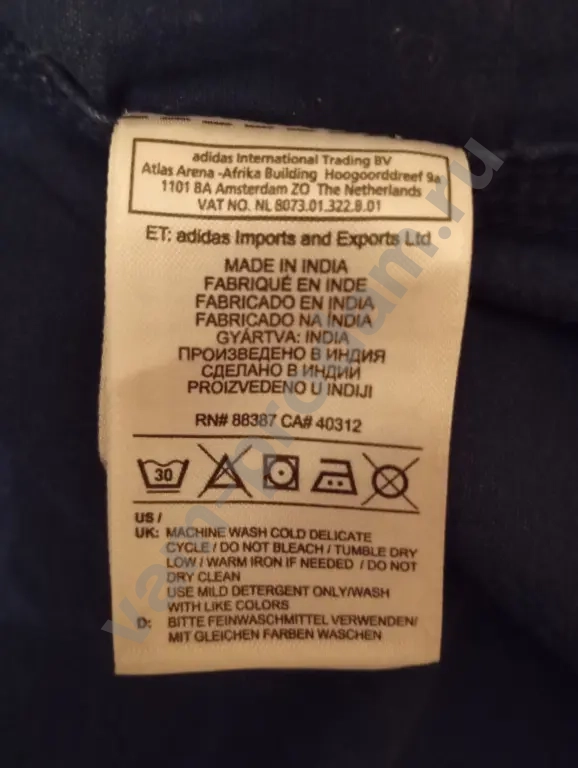 adidas International Trading BV
Atlas Arena -Afrika Building Hoogoorddreef 9a
1101 BA Amsterdam ZO The Netherlands
VAT NO. NL 8073.01.322.B.01
ET: adidas Imports and Exports Ltd
MADE IN INDIA
FABRIQUÉ EN INDE
FABRICADO EN INDIA
FABRICADO NA INDIA
GYÁRTVA: INDIA
ПРОИЗВЕДЕНО В ИНДИЯ
СДЕЛАНО В ИНДИИ
PROIZVEDENO U INDIJI
RN# 88387 CA# 40312
30
US /
UK: MACHINE WASH COLD DELICATE
CYCLE / DO NOT BLEACH / TUMBLE DRY
LOW / WARM IRON IF NEEDED / DO NOT
DRY CLEAN
USE MILD DETERGENT ONLY/WASH
WITH LIKE COLORS
D: BITTE FEINWASCHMITTEL VERWENDEN/
MIT GLEICHEN FARBEN WASCHEN